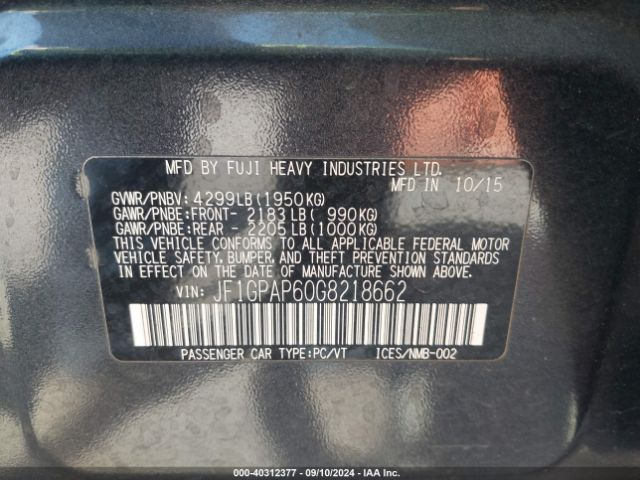 MFD BY FUJI HEAVY INDUSTRIES LTD.
MFD IN 10/15
GVWR/PNBV: 4299LB(1950KG)
GAWR/PNBE:FRONT- 2183 LB( 990KG)
GAWR/PNBE:REAR - 2205 LB(1000KG)
THIS VEHICLE CONFORMS TO ALL APPLICABLE FEDERAL MOTOR
VEHICLE SAFETY, BUMPER, AND THEFT PREVENTION STANDARDS
IN EFFECT ON THE DATE OF MANUFACTURE SHOWN ABOVE.
VIN: JF1GPAP60G8218662
PASSENGER CAR TYPE:PC/VT ICES/NMB-002
000-40312377 - 09/10/2024 - IAA Inc.